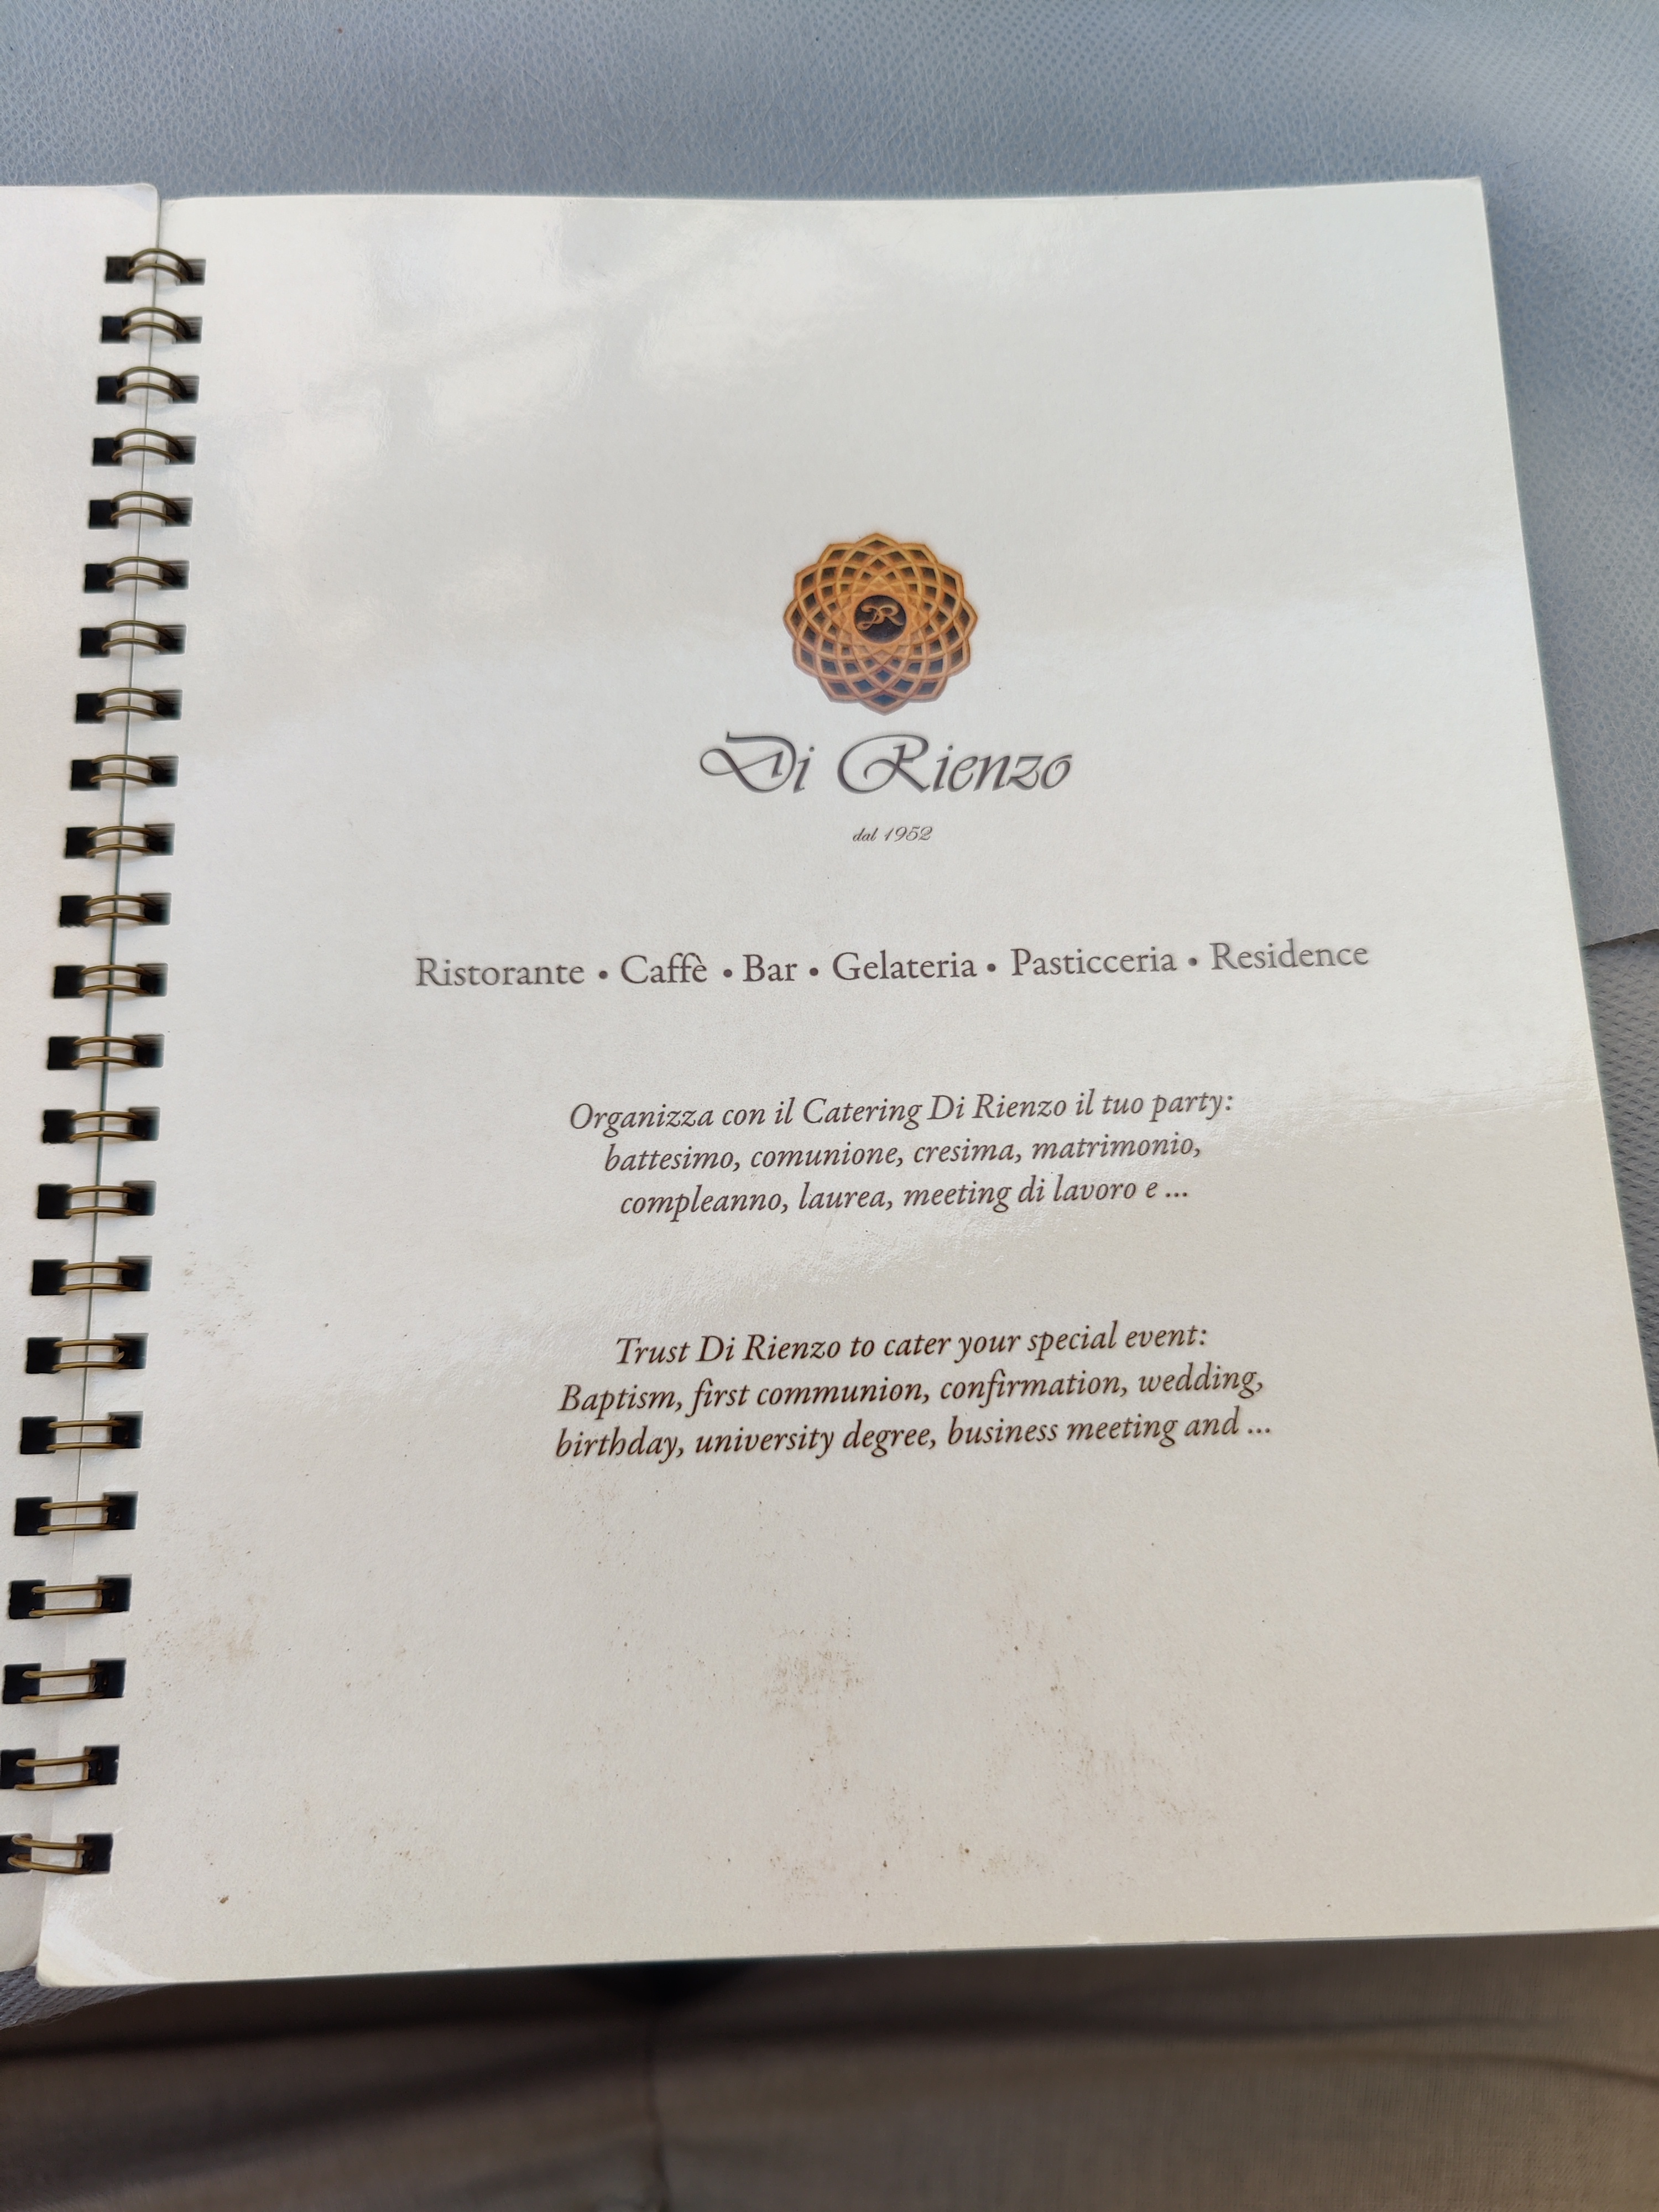 DR
Di Rienzo
dal 1952
Ristorante • Caffè • Bar • Gelateria • Pasticceria • Residence
Organizza con il Catering Di Rienzo il tuo party:
battesimo, comunione, cresima, matrimonio,
compleanno, laurea, meeting di lavoro e ...
Trust Di Rienzo to cater your special event:
Baptism, first communion, confirmation, wedding,
birthday, university degree, business meeting and ...